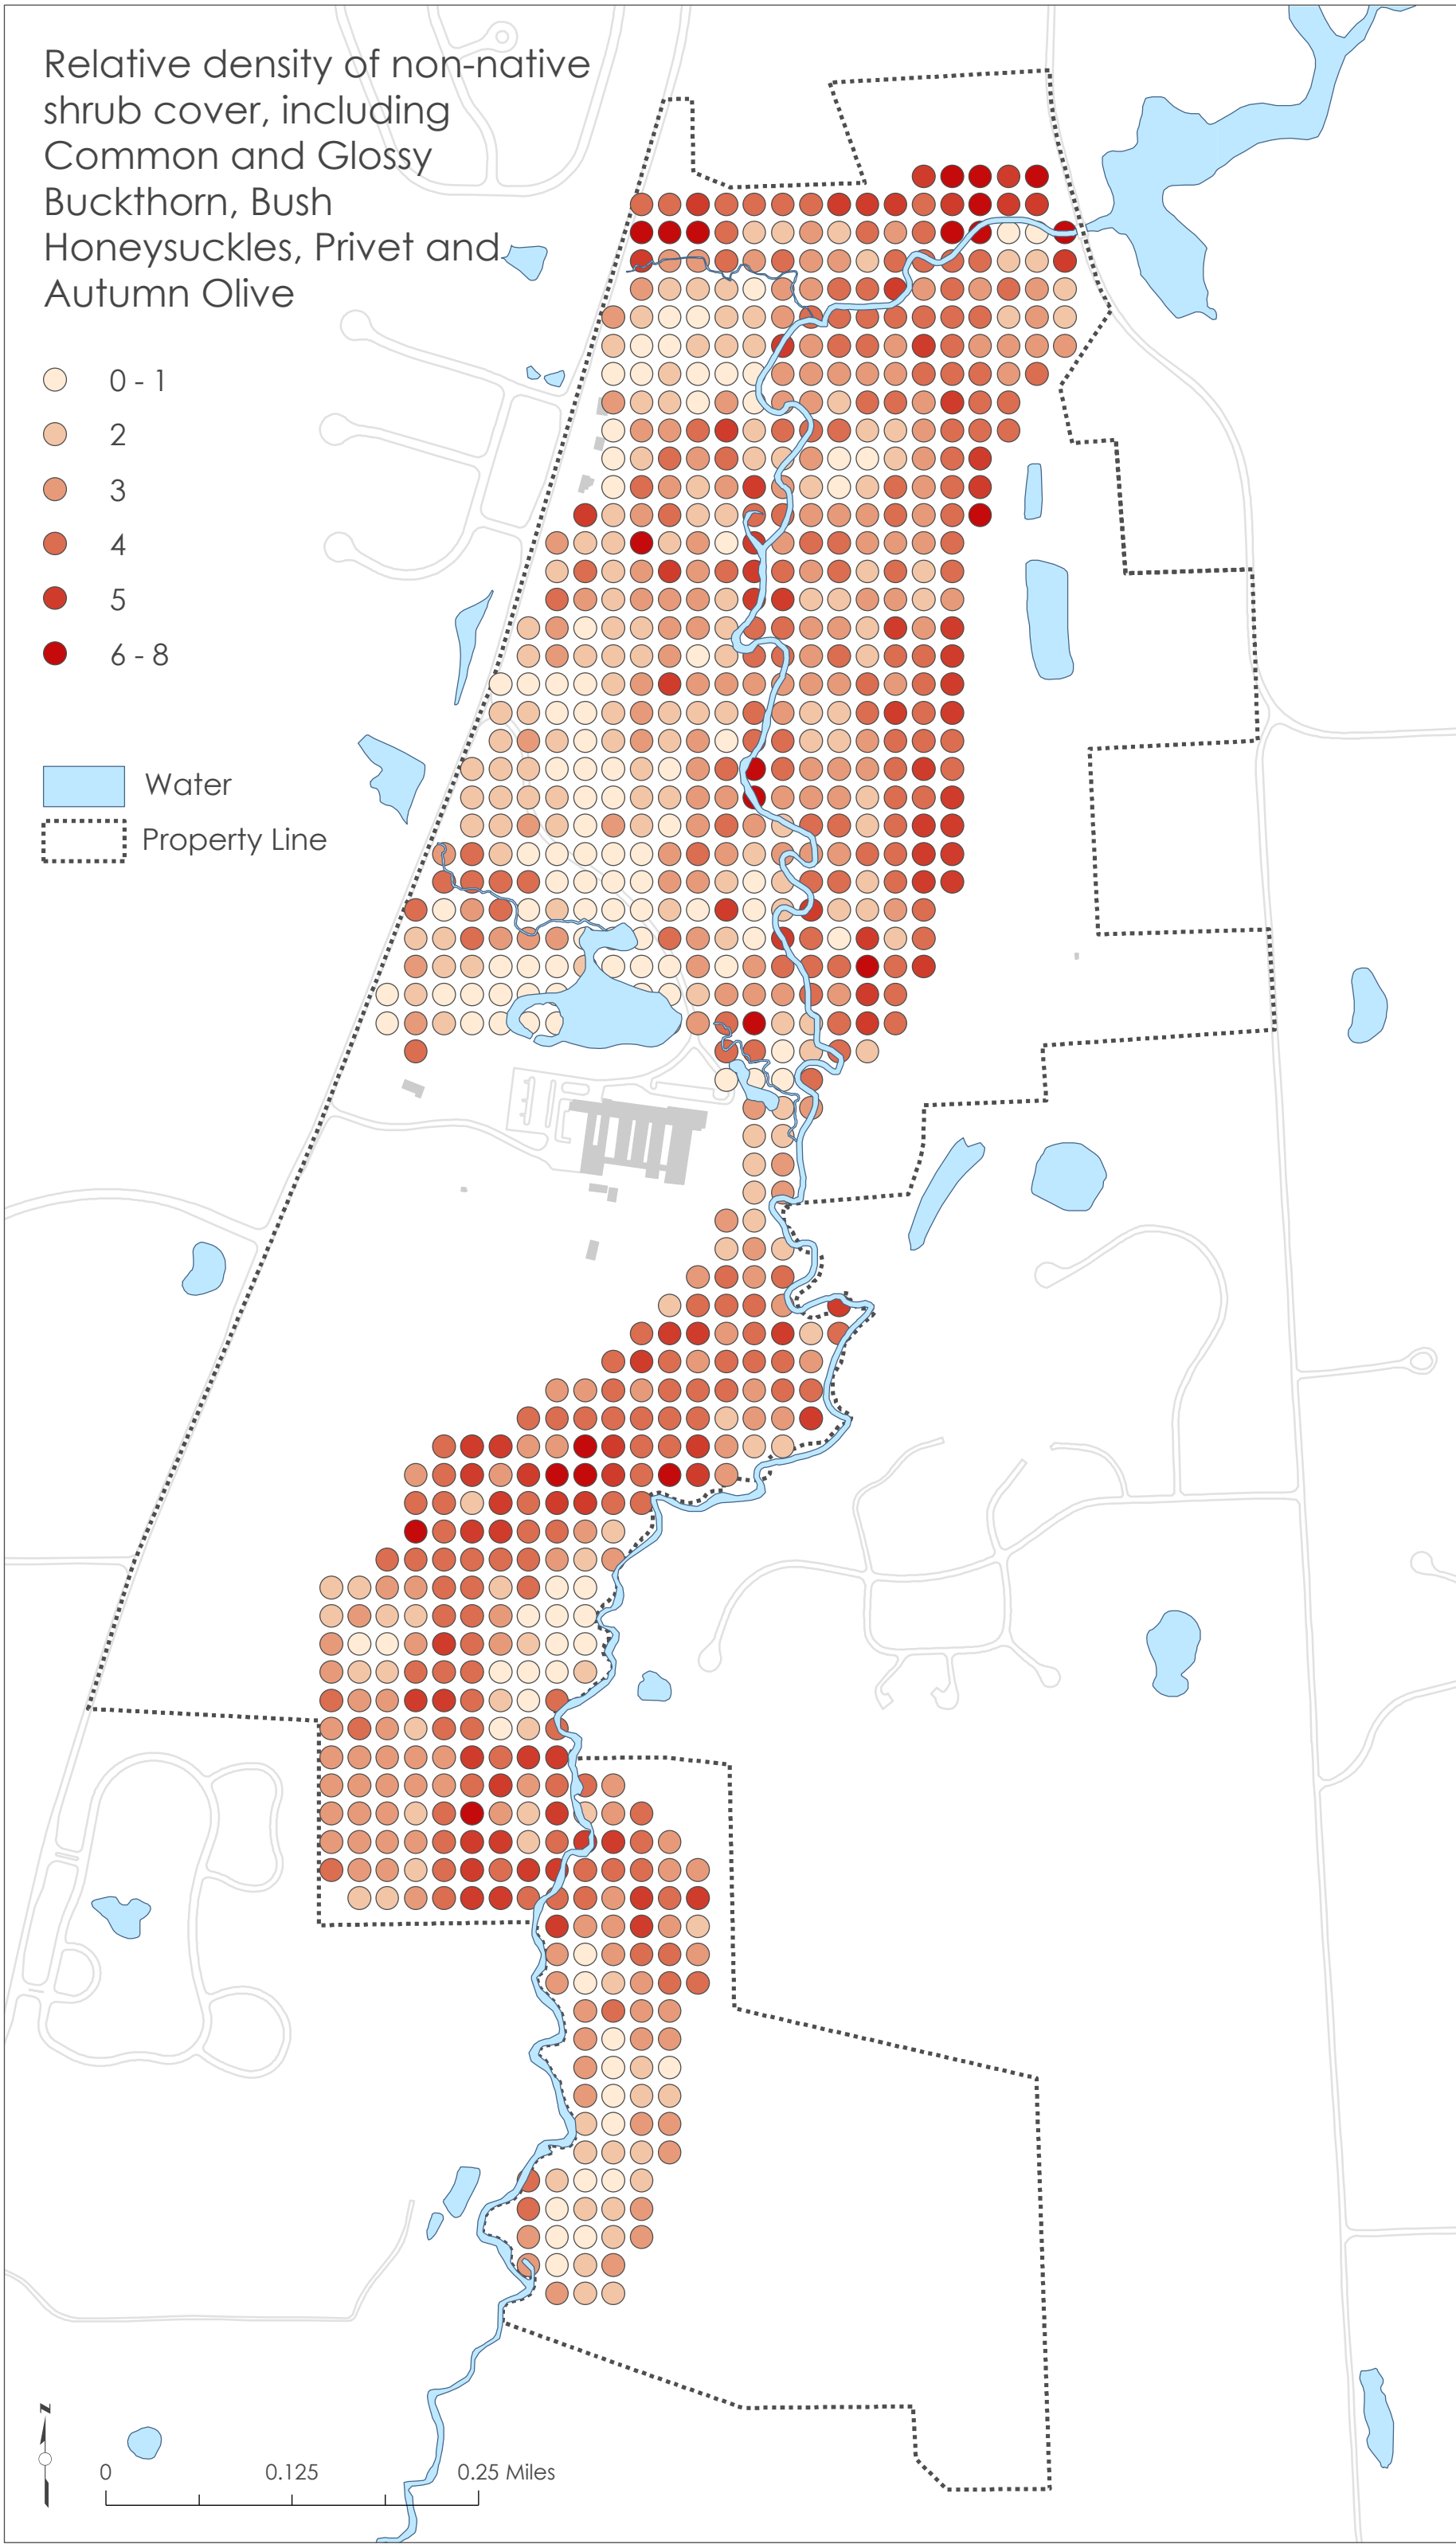 Relative density of non-native
shrub cover, including
Common and Glossy
Buckthorn, Bush
Honeysuckles, Privet and
Autumn Olive
0 - 1
2
3
4
5
6 - 8
Water
Property Line
N
0 0.125 0.25 Miles